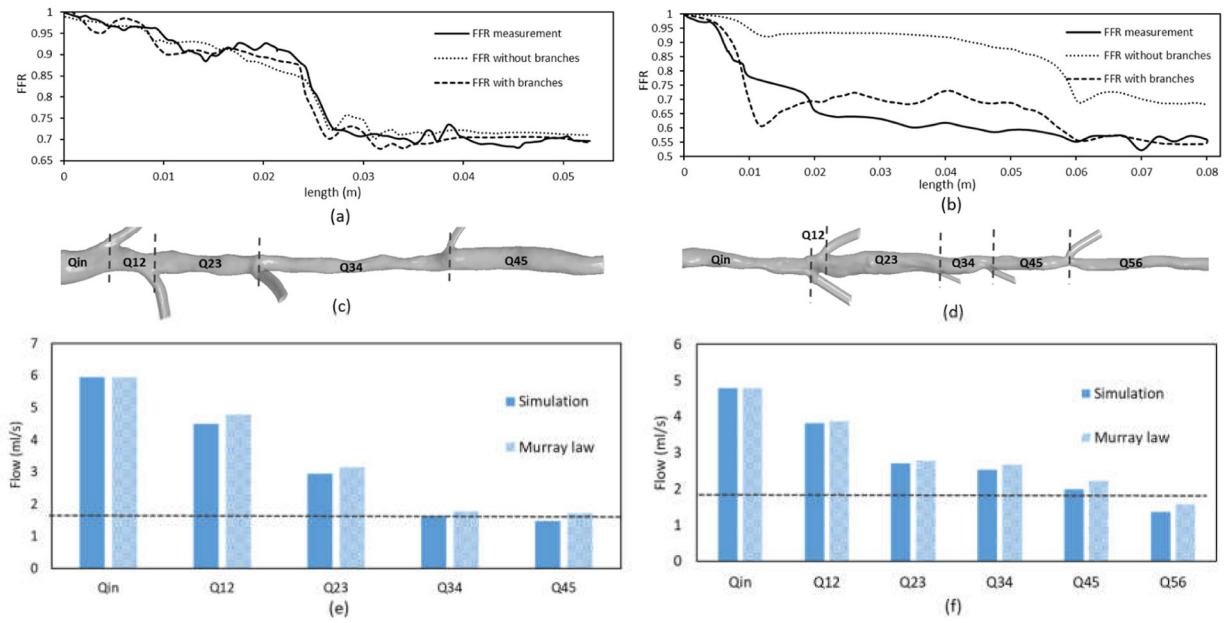 1
0.95
0.9
0.85
0.8
0.75
0.7
0.65
FFR
FFR measurement
FFR without branches
FFR with branches
0 0.01 0.02 0.03 0.04 0.05
length (m)
(a)
1
0.95
0.9
0.85
0.8
0.75
0.7
0.65
0.6
0.55
0.5
FFR
FFR measurement
FFR without branches
FFR with branches
0 0.01 0.02 0.03 0.04 0.05 0.06 0.07 0.08
length (m)
(b)
Qin Q12 Q23 Q34 Q45
(c)
Q12
Qin Q23 Q34 Q45 Q56
(d)
7
6
5
4
3
2
1
0
Flow (ml/s)
Simulation
Murray law
Qin Q12 Q23 Q34 Q45
(e)
6
5
4
3
2
1
0
Flow (ml/s)
Simulation
Murray law
Qin Q12 Q23 Q34 Q45 Q56
(f)